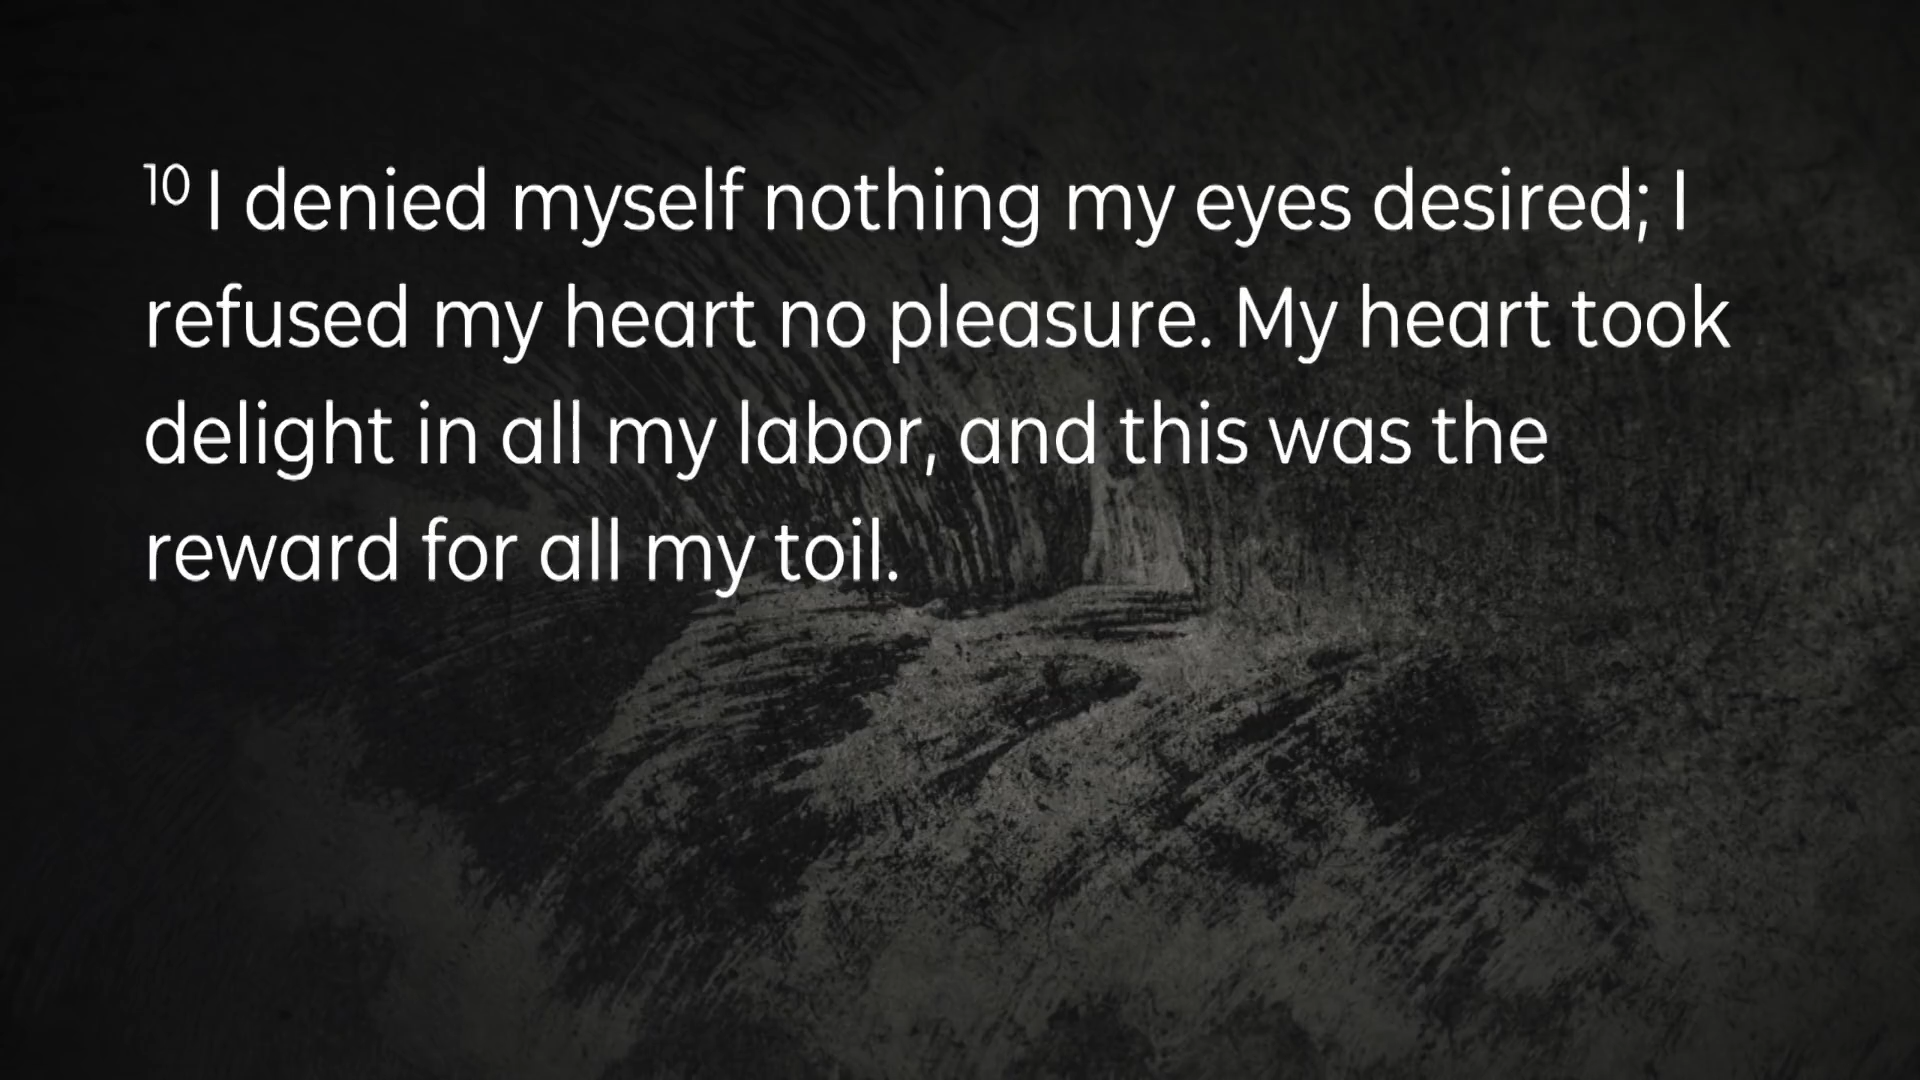 10 I denied myself nothing my eyes desired; I
refused my heart no pleasure. My heart took
delight in all my labor, and this was the
reward for all my toil.